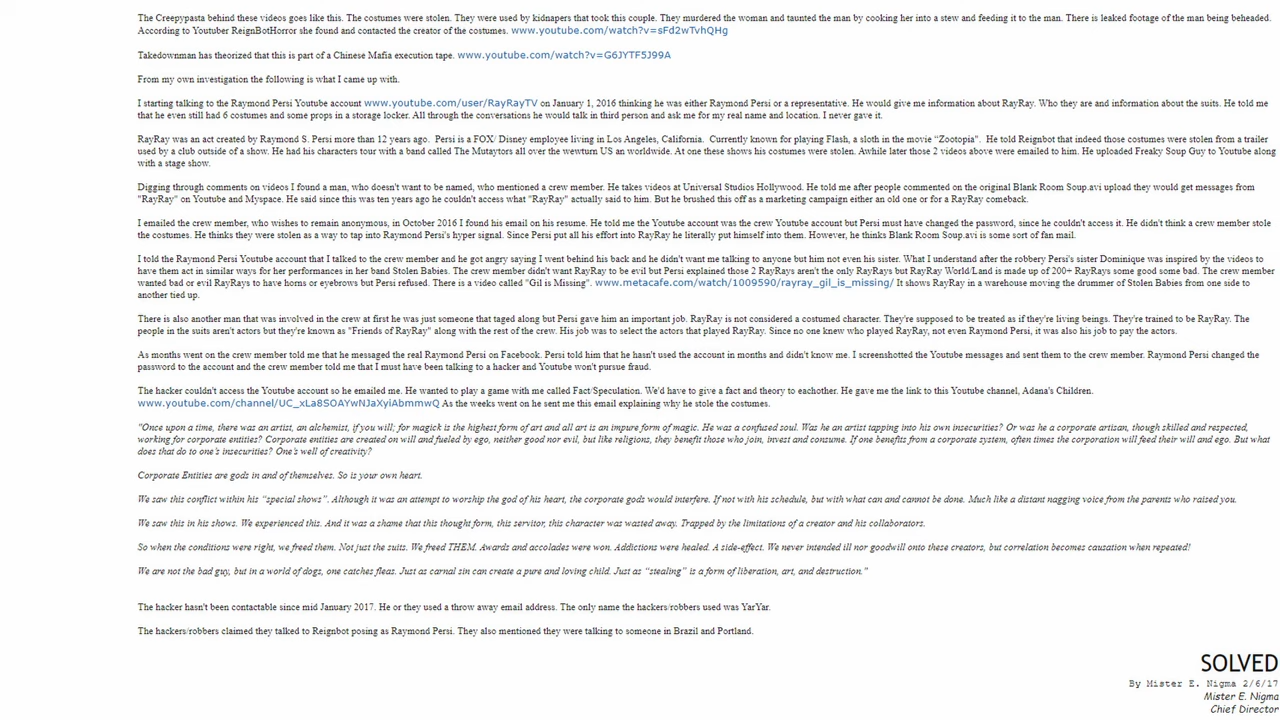 The Creepypasta behind these videos goes like this. The costumes were stolen. They were used by kidnapers that took this couple. They murdered the woman and taunted the man by cooking her into a stew and feeding it to the man. There is leaked footage of the man being beheaded.
According to Youtuber ReignBotHorror she found and contacted the creator of the costumes. www.youtube.com/watch?v=sFd2wTvhQHg
Takedownman has theorized that this is part of a Chinese Mafia execution tape. www.youtube.com/watch?v=G6JYTF5J99A
From my own investigation the following is what I came up with.
I starting talking to the Raymond Persi Youtube account www.youtube.com/user/RayRayTV on January 1, 2016 thinking he was either Raymond Persi or a representative. He would give me information about RayRay. Who they are and information about the suits. He told me
that he even still had 6 costumes and some props in a storage locker. All through the conversations he would talk in third person and ask me for my real name and location. I never gave it.
RayRay was an act created by Raymond S. Persi more than 12 years ago. Persi is a FOX/ Disney employee living in Los Angeles, California. Currently known for playing Flash, a sloth in the movie “Zootopia”. He told Reignbot that indeed those costumes were stolen from a trailer
used by a club outside of a show. He had his characters tour with a band called The Mutaytors all over the wewturn US an worldwide. At one these shows his costumes were stolen. Awhile later those 2 videos above were emailed to him. He uploaded Freaky Soup Guy to Youtube along
with a stage show.
Digging through comments on videos I found a man, who doesn't want to be named, who mentioned a crew member. He takes videos at Universal Studios Hollywood. He told me after people commented on the original Blank Room Soup.avi upload they would get messages from
"RayRay" on Youtube and Myspace. He said since this was ten years ago he couldn't access what "RayRay" actually said to him. But he brushed this off as a marketing campaign either an old one or for a RayRay comeback.
I emailed the crew member, who wishes to remain anonymous, in October 2016 I found his email on his resume. He told me the Youtube account was the crew Youtube account but Persi must have changed the password, since he couldn't access it. He didn't think a crew member stole
the costumes. He thinks they were stolen as a way to tap into Raymond Persi's hyper signal. Since Persi put all his effort into RayRay he literally put himself into them. However, he thinks Blank Room Soup.avi is some sort of fan mail.
I told the Raymond Persi Youtube account that I talked to the crew member and he got angry saying I went behind his back and he didn't want me talking to anyone but him not even his sister. What I understand after the robbery Persi's sister Dominique was inspired by the videos to
have them act in similar ways for her performances in her band Stolen Babies. The crew member didn't want RayRay to be evil but Persi explained those 2 RayRays aren't the only RayRays but RayRay World/Land is made up of 200+ RayRays some good some bad. The crew member
wanted bad or evil RayRays to have horns or eyebrows but Persi refused. There is a video called "Gil is Missing". www.metacafe.com/watch/1009590/rayray_gil_is_missing/ It shows RayRay in a warehouse moving the drummer of Stolen Babies from one side to
another tied up.
There is also another man that was involved in the crew at first he was just someone that taged along but Persi gave him an important job. RayRay is not considered a costumed character. They're supposed to be treated as if they're living beings. They're trained to be RayRay. The
people in the suits aren't actors but they're known as "Friends of RayRay" along with the rest of the crew. His job was to select the actors that played RayRay. Since no one knew who played RayRay, not even Raymond Persi, it was also his job to pay the actors.
As months went on the crew member told me that he messaged the real Raymond Persi on Facebook. Persi told him that he hasn't used the account in months and didn't know me. I screenshotted the Youtube messages and sent them to the crew member. Raymond Persi changed the
password to the account and the crew member told me that I must have been talking to a hacker and Youtube won't pursue fraud.
The hacker couldn't access the Youtube account so he emailed me. He wanted to play a game with me called Fact/Speculation. We'd have to give a fact and theory to eachother. He gave me the link to this Youtube channel, Adana's Children.
www.youtube.com/channel/UC_xLa8SOAYwNJaXyiAbmmwQ As the weeks went on he sent me this email explaining why he stole the costumes.
"Once upon a time, there was an artist, an alchemist, if you will; for magick is the highest form of art and all art is an impure form of magic. He was a confused soul. Was he an artist tapping into his own insecurities? Or was he a corporate artisan, though skilled and respected,
working for corporate entities? Corporate entities are created on will and fueled by ego, neither good nor evil, but like religions, they benefit those who join, invest and consume. If one benefits from a corporate system, often times the corporation will feed their will and ego. But what
does that do to one's insecurities? One's well of creativity?
Corporate Entities are gods in and of themselves. So is your own heart.
We saw this conflict within his “special shows”. Although it was an attempt to worship the god of his heart, the corporate gods would interfere. If not with his schedule, but with what can and cannot be done. Much like a distant nagging voice from the parents who raised you.
We saw this in his shows. We experienced this. And it was a shame that this thought form, this servitor, this character was wasted away. Trapped by the limitations of a creator and his collaborators.
So when the conditions were right, we freed them. Not just the suits. We freed THEM. Awards and accolades were won. Addictions were healed. A side-effect. We never intended ill nor goodwill onto these creators, but correlation becomes causation when repeated!
We are not the bad guy, but in a world of dogs, one catches fleas. Just as carnal sin can create a pure and loving child. Just as “stealing” is a form of liberation, art, and destruction.”
The hacker hasn't been contactable since mid January 2017. He or they used a throw away email address. The only name the hackers/robbers used was YarYar.
The hackers/robbers claimed they talked to Reignbot posing as Raymond Persi. They also mentioned they were talking to someone in Brazil and Portland.
SOLVED
By Mister E. Nigma 2/6/17
Mister E. Nigma
Chief Director